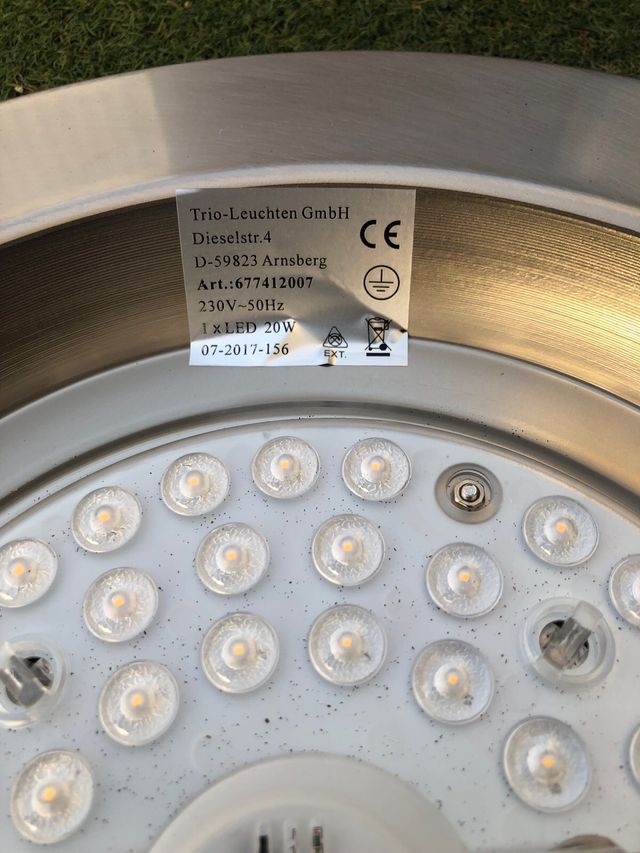 Trio-Leuchten GmbH
Dieselstr.4
CE
D-59823 Arnsberg
Art.:677412007
230V~50Hz
1 x LED 20W
07-2017-156
EXT.